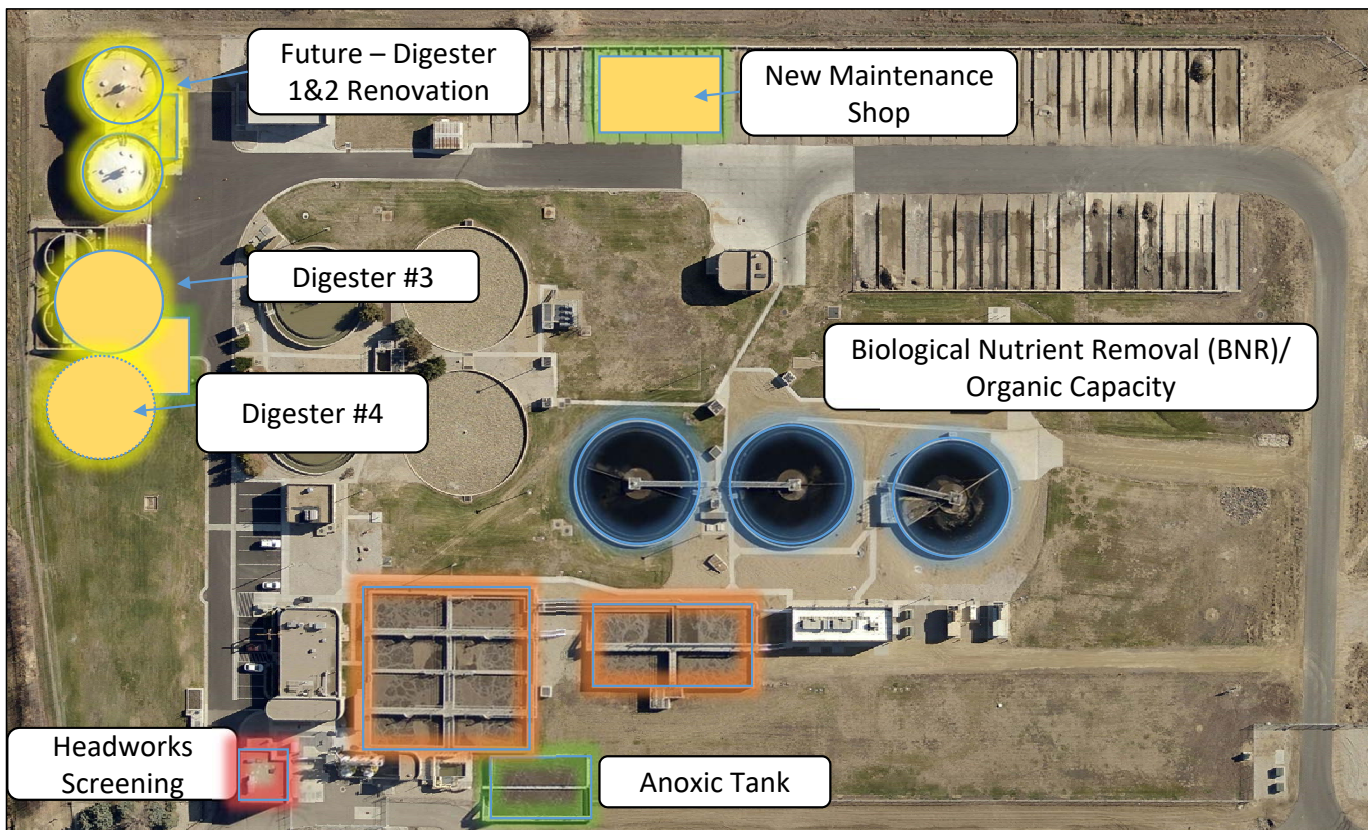 Future – Digester
1&2 Renovation
New Maintenance
Shop
Digester #3
Biological Nutrient Removal (BNR)/
Organic Capacity
Digester #4
Headworks
Screening
Anoxic Tank